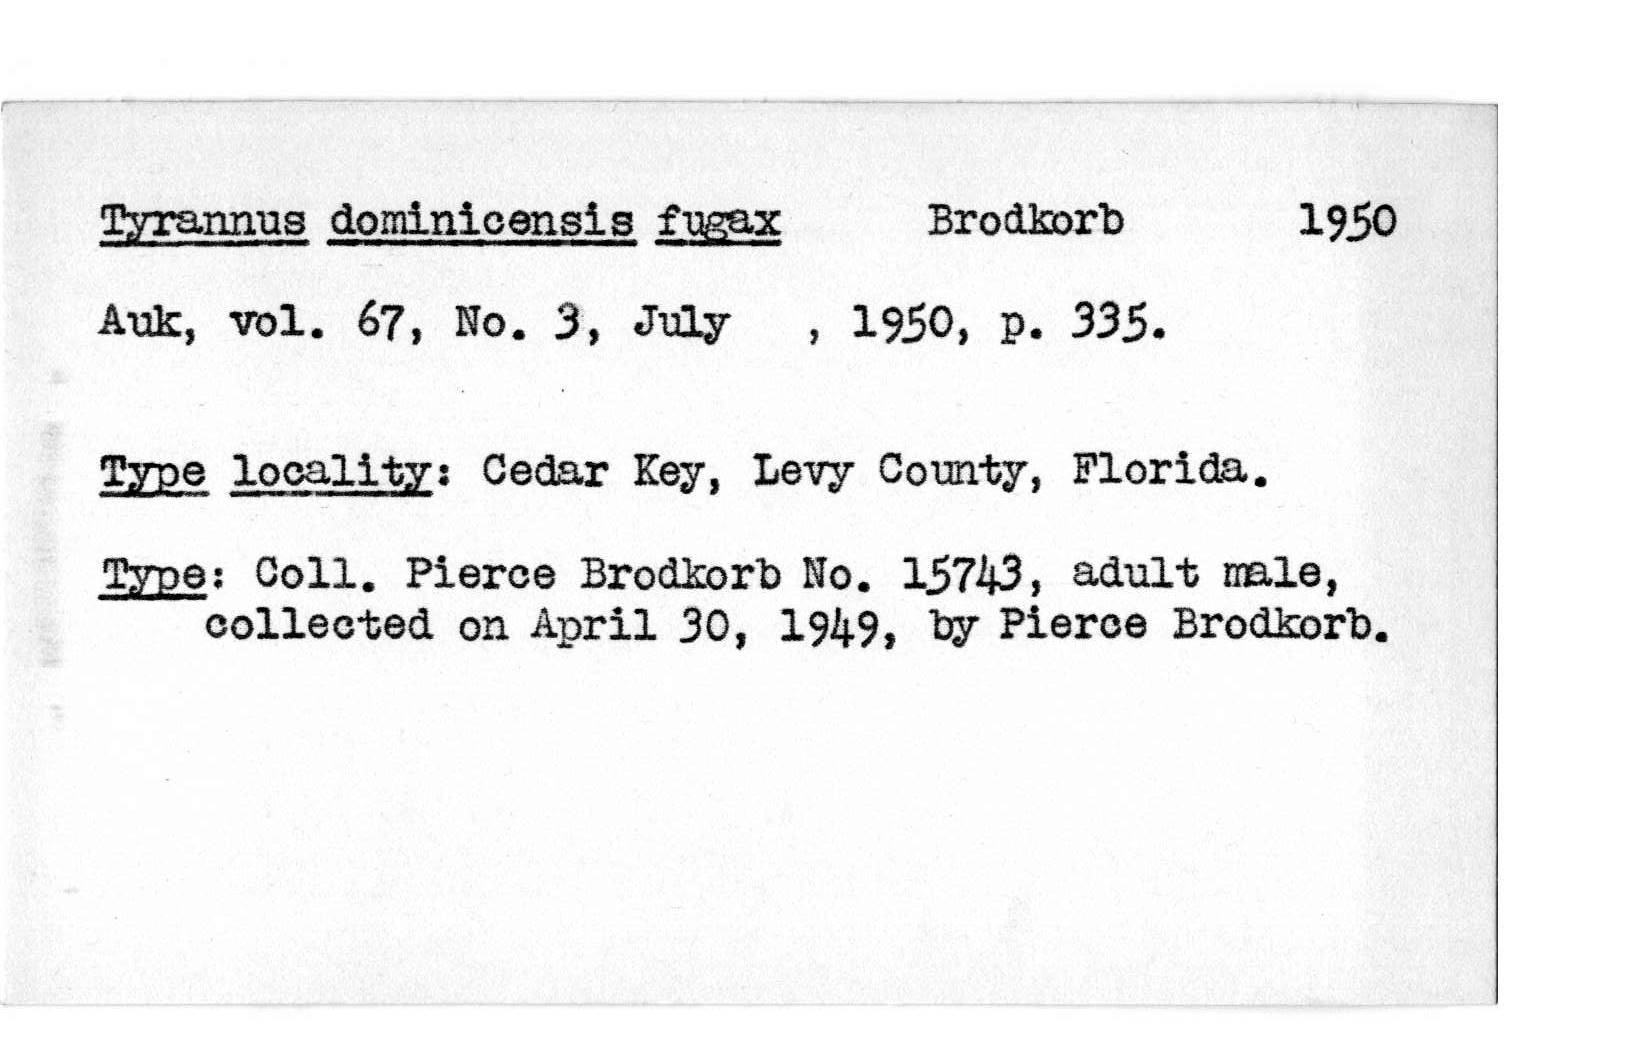 Tyrannus dominicensis fugax Brodkorb 1950
Auk, vol. 67, No. 3, July , 1950, p. 335.
Type locality: Cedar Key, Levy County, Florida.
Type: Coll. Pierce Brodkorb No. 15743, adult male,
collected on April 30, 1949, by Pierce Brodkorb.